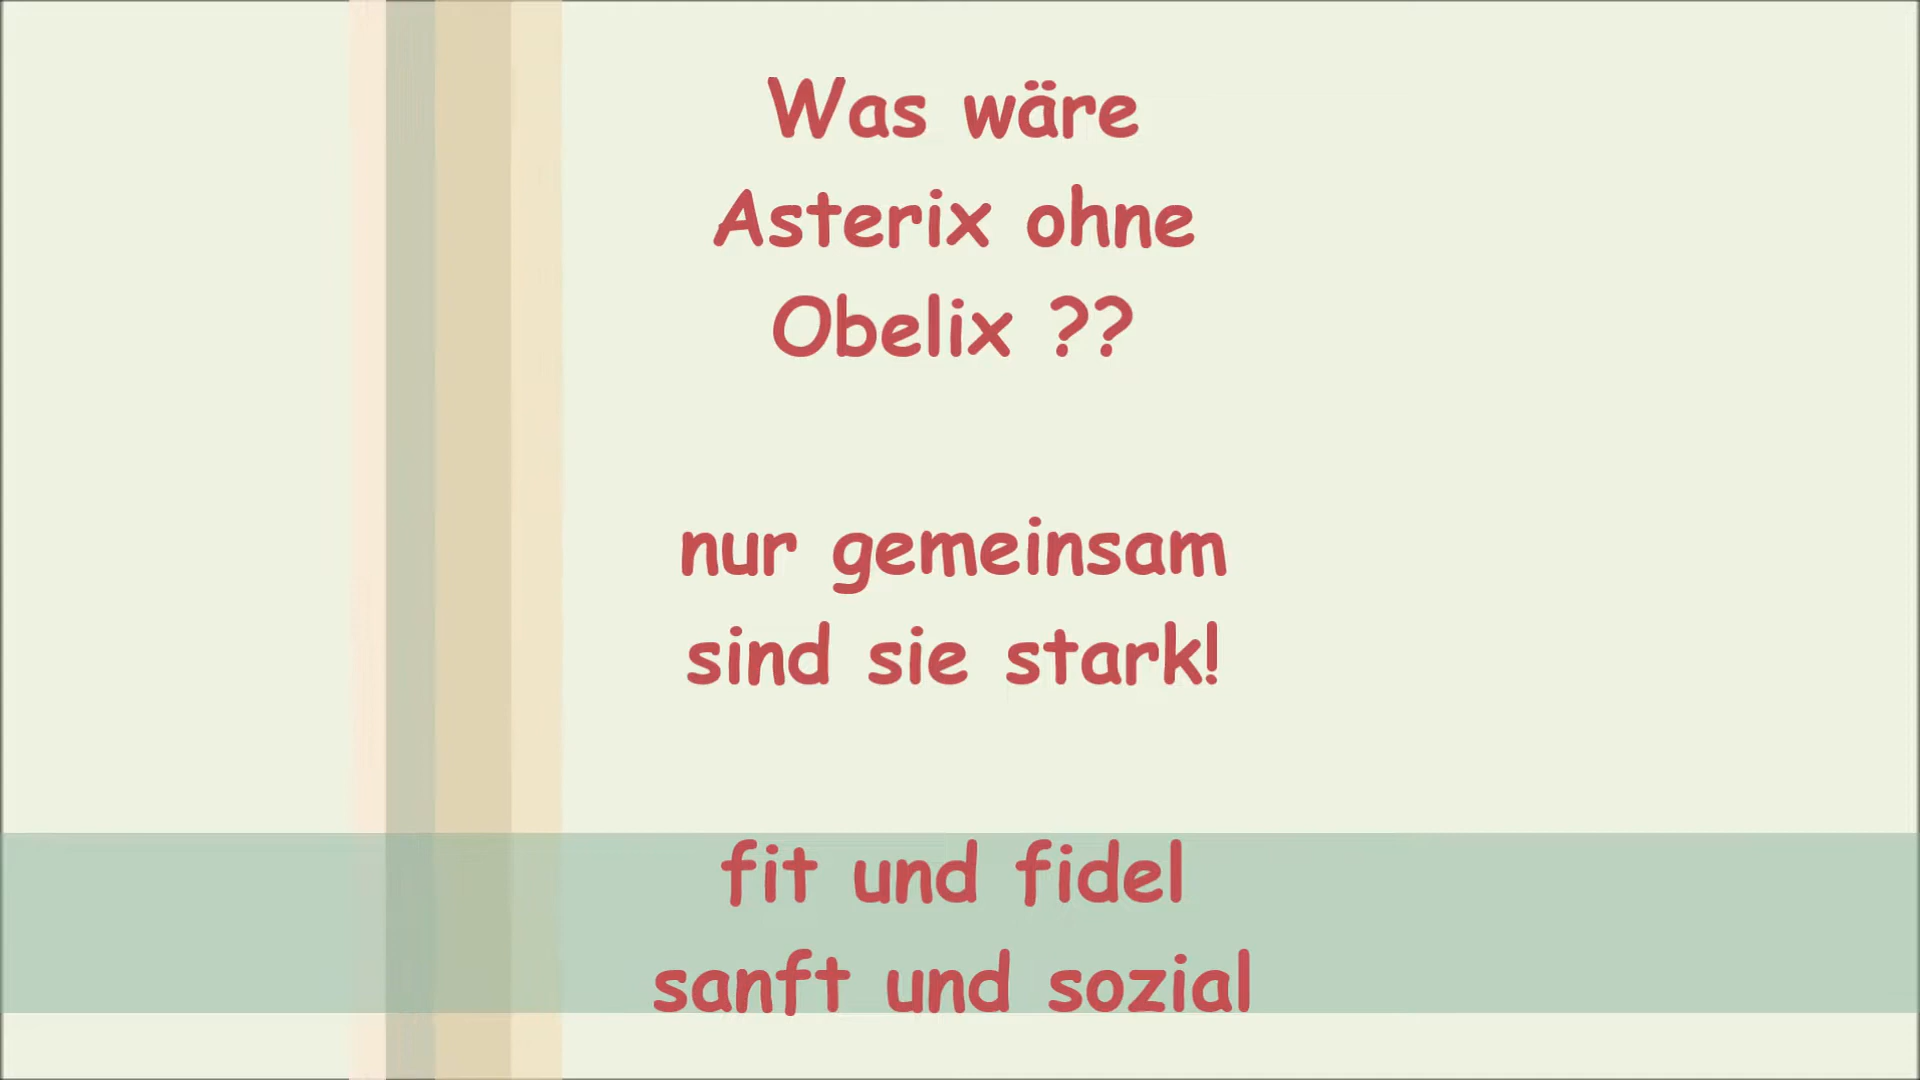 Was wäre
Asterix ohne
Obelix ??
nur gemeinsam
sind sie stark!
fit und fidel
sanft und sozial